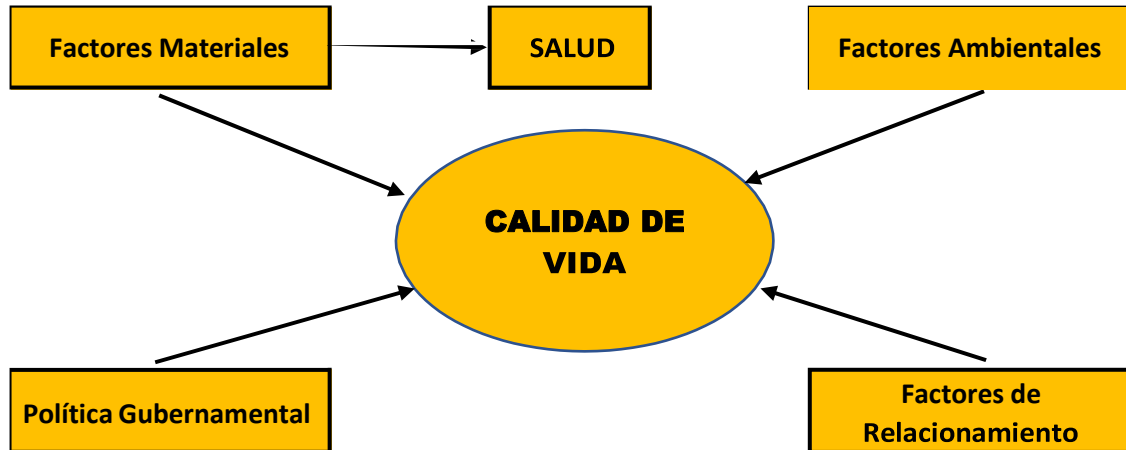 Factores Materiales
SALUD
Factores Ambientales
CALIDAD DE
VIDA
Política Gubernamental
Factores de
Relacionamiento